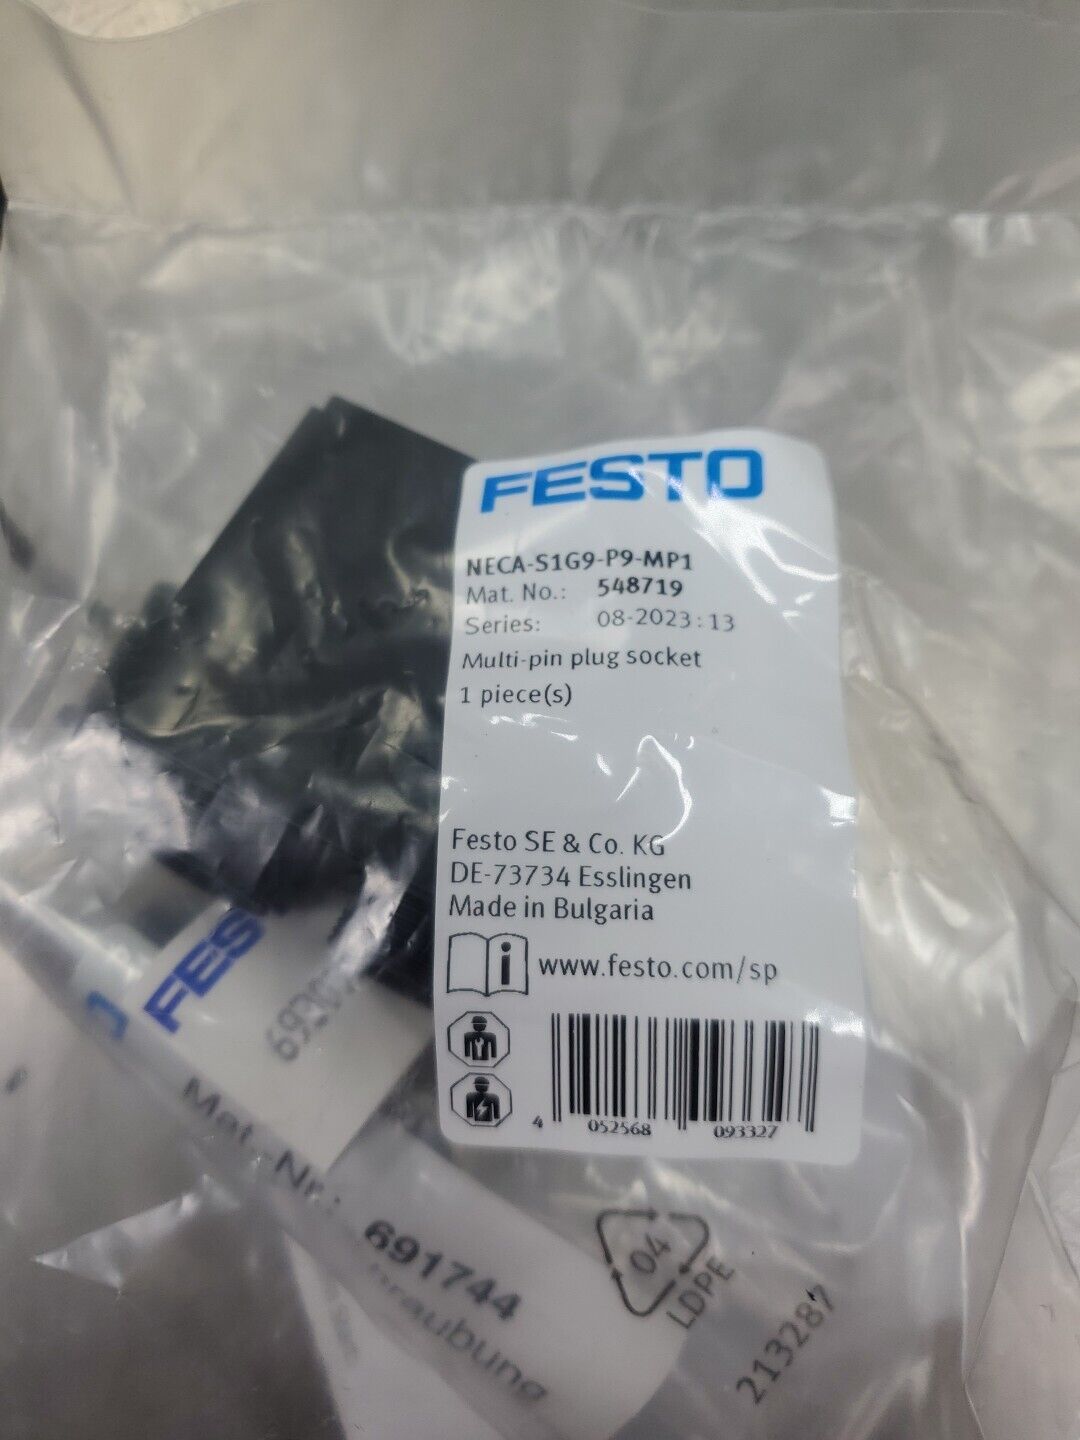 FESTO
NECA-S1G9-P9-MP1
Mat. No.: 548719
Series: 08-2023:13
Multi-pin plug socket
1 piece(s)
Festo SE & Co. KG
DE-73734 Esslingen
Made in Bulgaria
www.festo.com/sp
4 052568 093327
FES
Mat.-Nr.: 691744
04
LDPE
213287